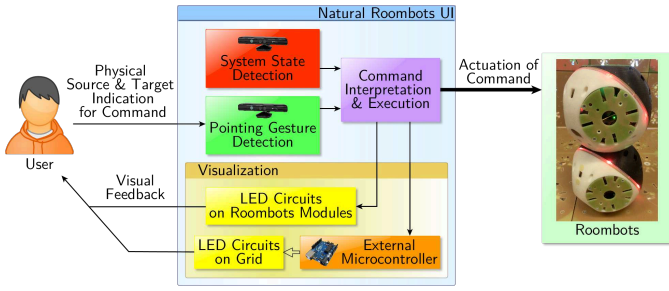 Natural Roombots UI
System State
Detection
Physical
Source & Target
Indication
for Command
Command
Interpretation
& Execution
Actuation of
Command
Pointing Gesture
Detection
User
Visualization
Visual
Feedback
LED Circuits
on Roombots Modules
LED Circuits
on Grid
External
Microcontroller
Roombots